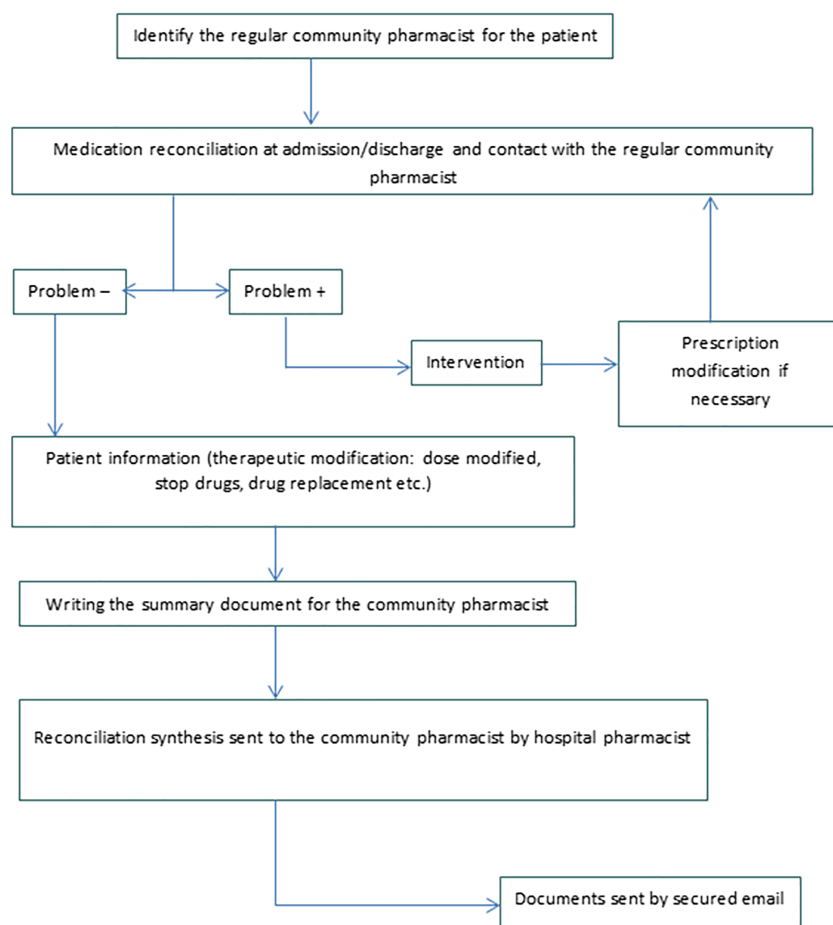 Identify the regular community pharmacist for the patient
Medication reconciliation at admission/discharge and contact with the regular community
pharmacist
Problem –
Problem +
Intervention
Prescription
modification if
necessary
Patient information (therapeutic modification: dose modified,
stop drugs, drug replacement etc.)
Writing the summary document for the community pharmacist
Reconciliation synthesis sent to the community pharmacist by hospital pharmacist
Documents sent by secured email